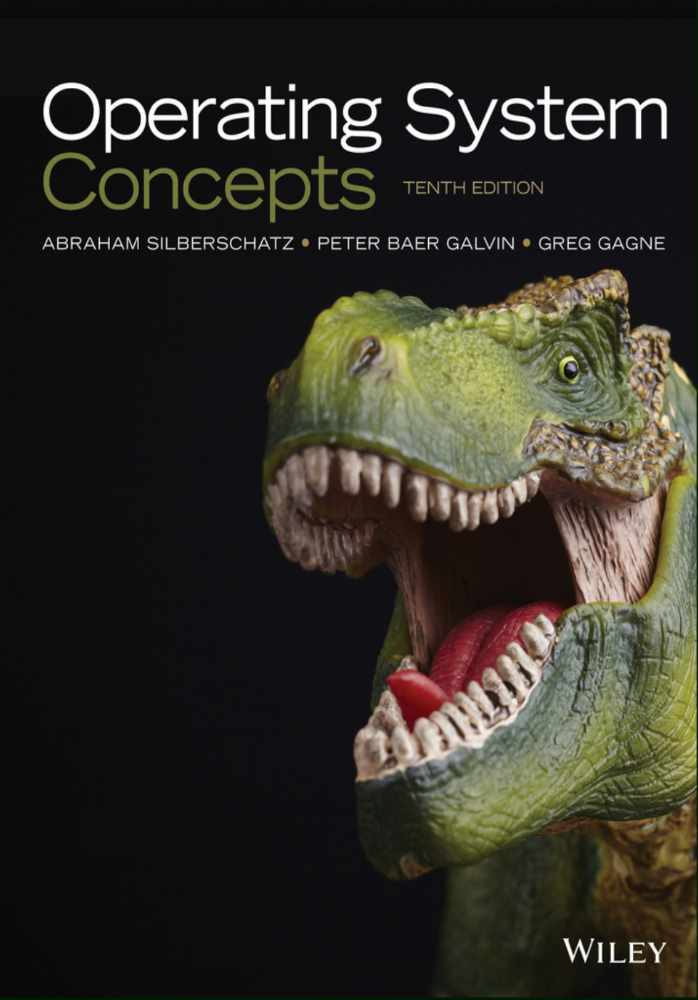 Operating System
Concepts TENTH EDITION
ABRAHAM SILBERSCHATZ • PETER BAER GALVIN • GREG GAGNE
WILEY